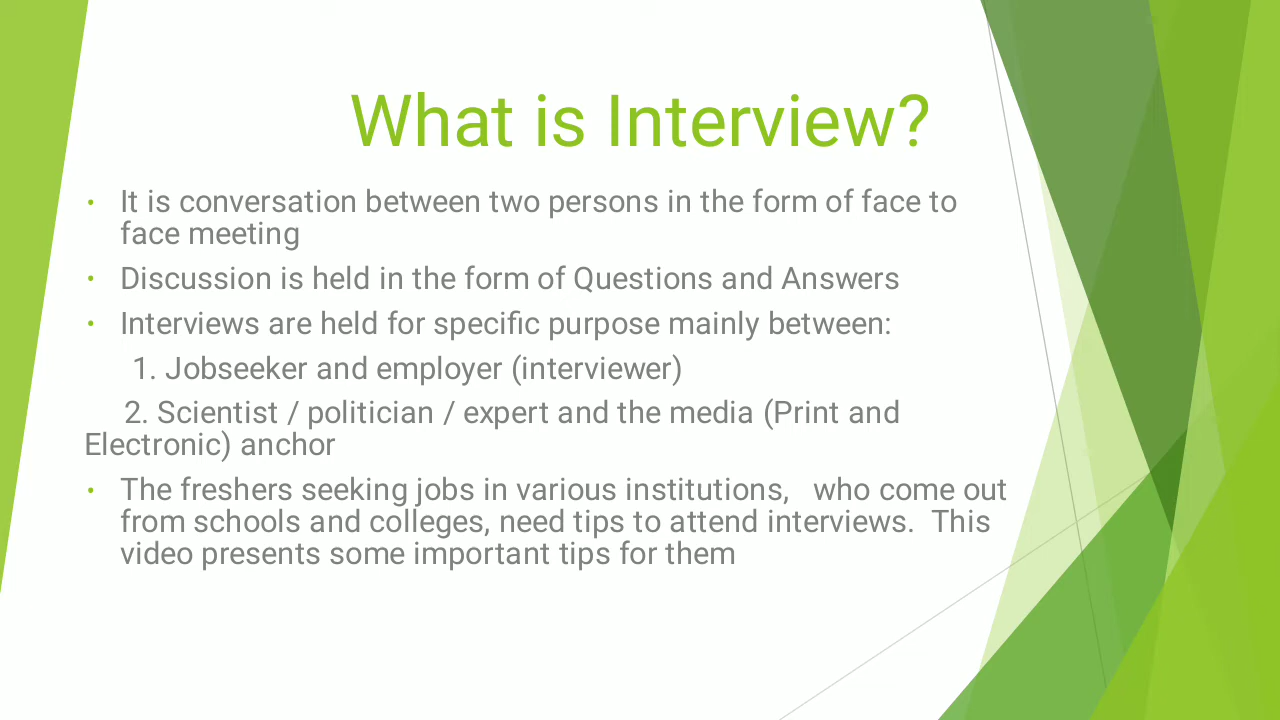 What is Interview?
• It is conversation between two persons in the form of face to
face meeting
• Discussion is held in the form of Questions and Answers
• Interviews are held for specific purpose mainly between:
1. Jobseeker and employer (interviewer)
2. Scientist / politician / expert and the media (Print and
Electronic) anchor
• The freshers seeking jobs in various institutions,   who come out
from schools and colleges, need tips to attend interviews.  This
video presents some important tips for them